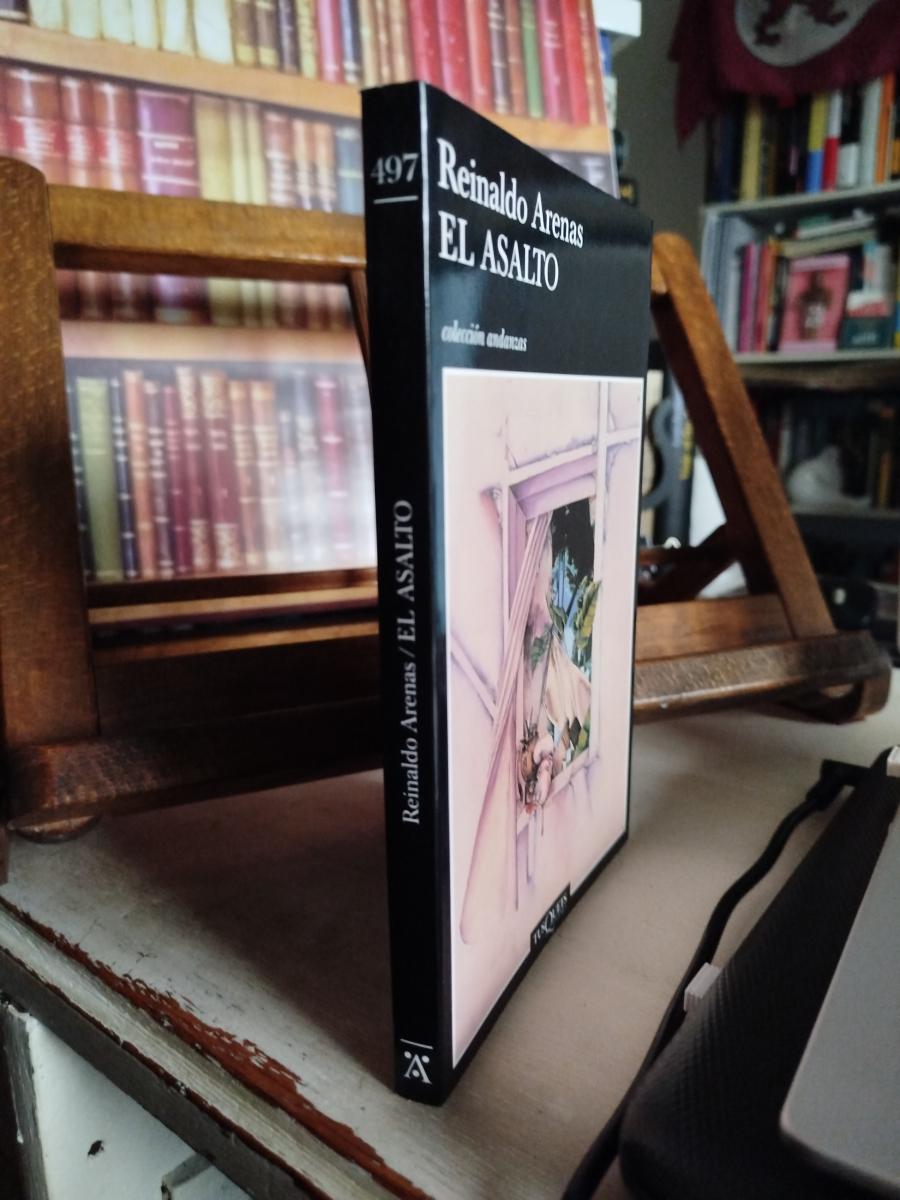 497
Reinaldo Arenas / EL ASALTO
Reinaldo Arenas
EL ASALTO
colección andanzas
TUSQUETS